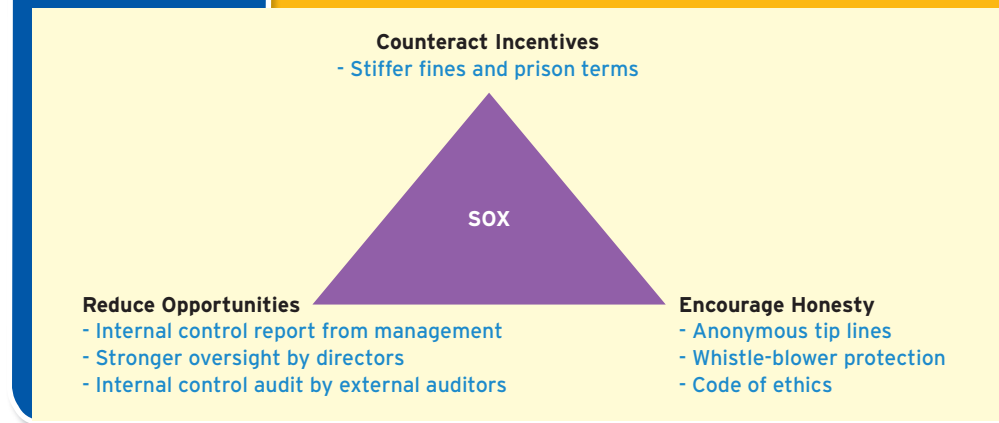 Counteract Incentives
- Stiffer fines and prison terms
SOX
Reduce Opportunities
- Internal control report from management
- Stronger oversight by directors
- Internal control audit by external auditors
Encourage Honesty
- Anonymous tip lines
- Whistle-blower protection
- Code of ethics